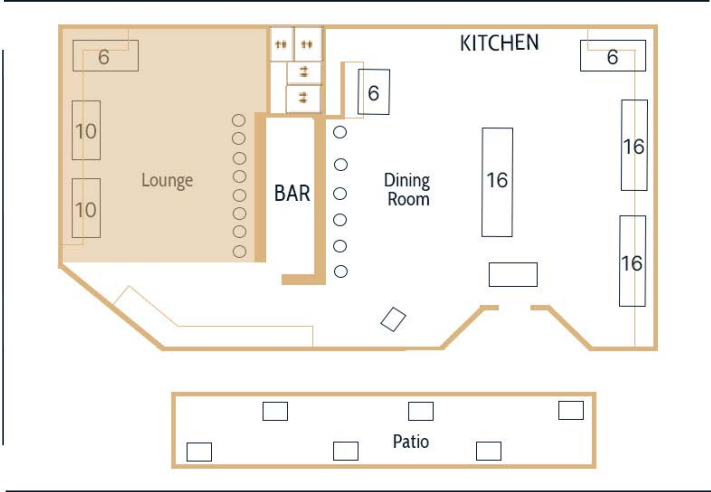 KITCHEN
6
6
6
10
16
10
Lounge
BAR
Dining
Room
16
16
Patio